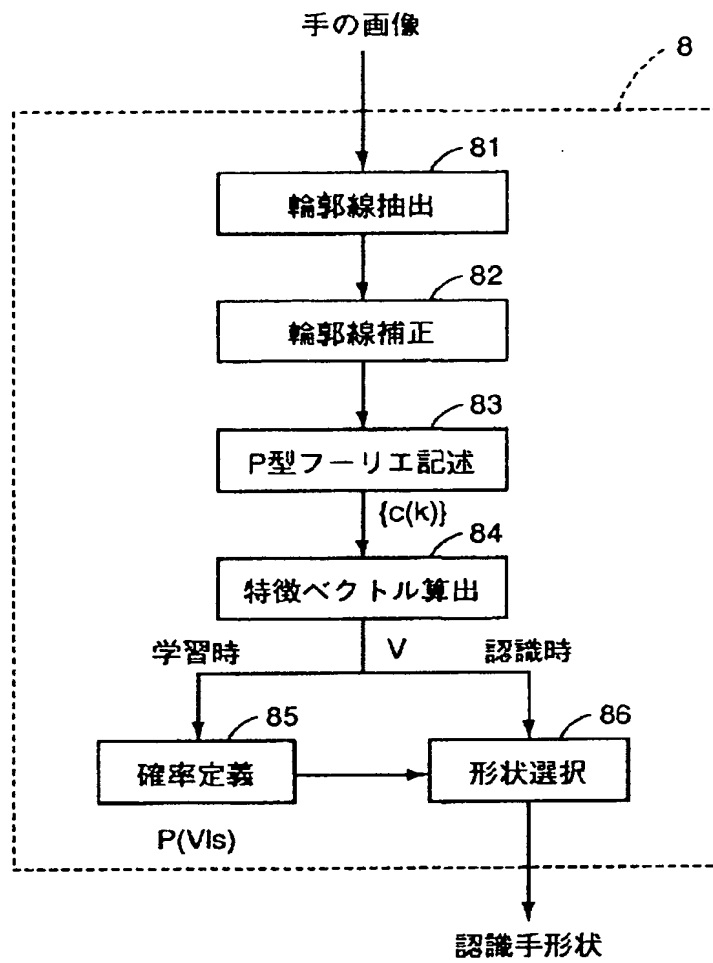 手の画像
8
81
輪郭線抽出
82
輪郭線補正
83
P型フーリエ記述
{c(k)}
84
特徴ベクトル算出
学習時
V
認識時
85
確率定義
86
形状選択
P(V|s)
認識手形状